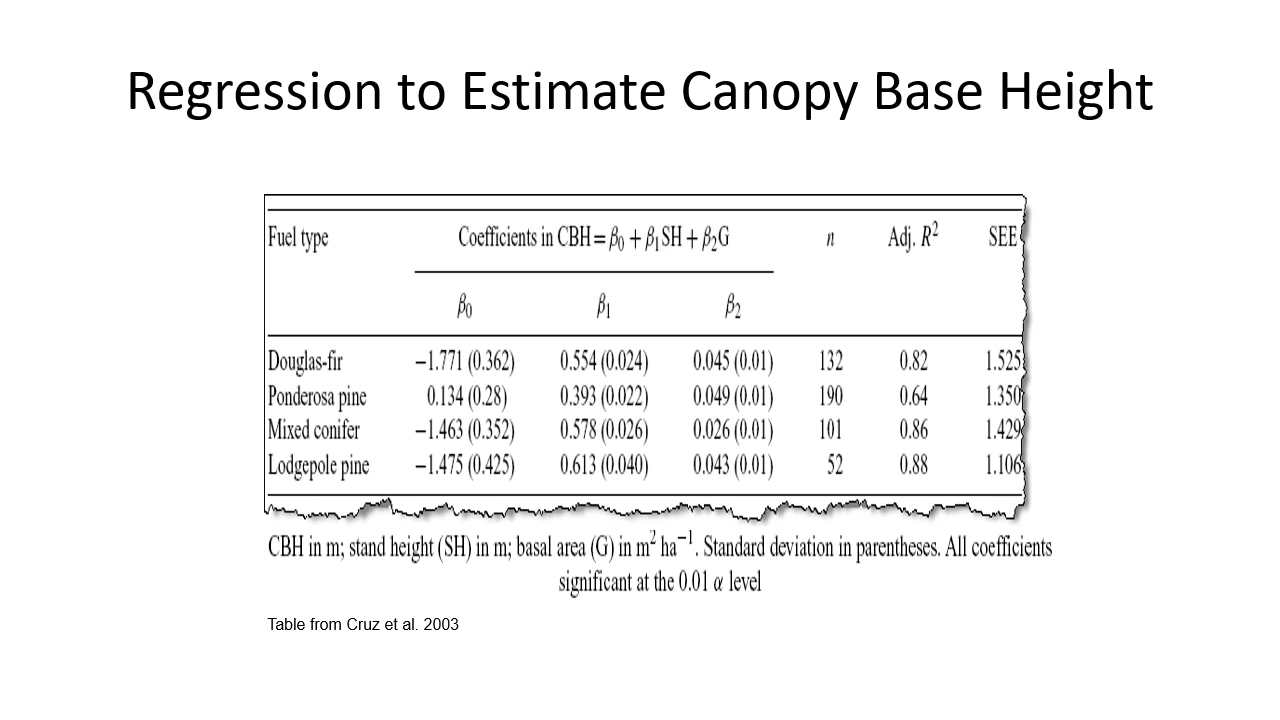 Regression to Estimate Canopy Base Height
Fuel type Coefficients in CBH = β₀ + β₁SH + β₂G n Adj. R² SEE
β₀ β₁ β₂
Douglas-fir −1.771 (0.362) 0.554 (0.024) 0.045 (0.01) 132 0.82 1.525
Ponderosa pine 0.134 (0.28) 0.393 (0.022) 0.049 (0.01) 190 0.64 1.350
Mixed conifer −1.463 (0.352) 0.578 (0.026) 0.026 (0.01) 101 0.86 1.429
Lodgepole pine −1.475 (0.425) 0.613 (0.040) 0.043 (0.01) 52 0.88 1.106
CBH in m; stand height (SH) in m; basal area (G) in m² ha⁻¹. Standard deviation in parentheses. All coefficients
significant at the 0.01 α level
Table from Cruz et al. 2003